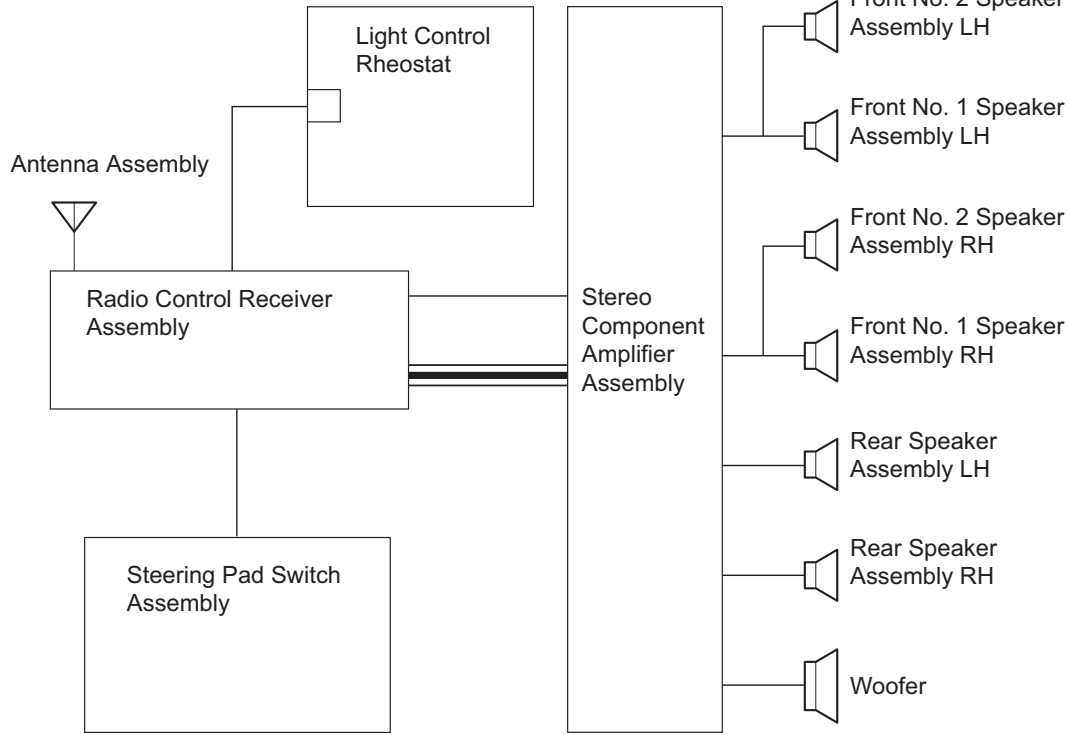 Front No. 2 Speaker
Assembly LH
Light Control
Rheostat
Front No. 1 Speaker
Assembly LH
Antenna Assembly
Front No. 2 Speaker
Assembly RH
Radio Control Receiver
Assembly
Stereo
Component
Amplifier
Assembly
Front No. 1 Speaker
Assembly RH
Rear Speaker
Assembly LH
Rear Speaker
Assembly RH
Steering Pad Switch
Assembly
Woofer